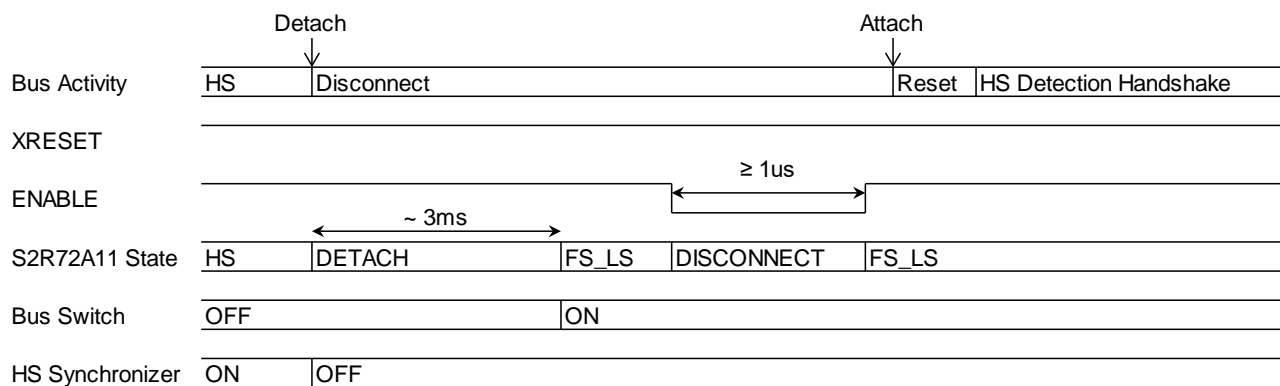 Detach Attach
Bus Activity HS Disconnect Reset HS Detection Handshake
XRESET
≥ 1us
ENABLE
~ 3ms
S2R72A11 State HS DETACH FS_LS DISCONNECT FS_LS
Bus Switch OFF ON
HS Synchronizer ON OFF